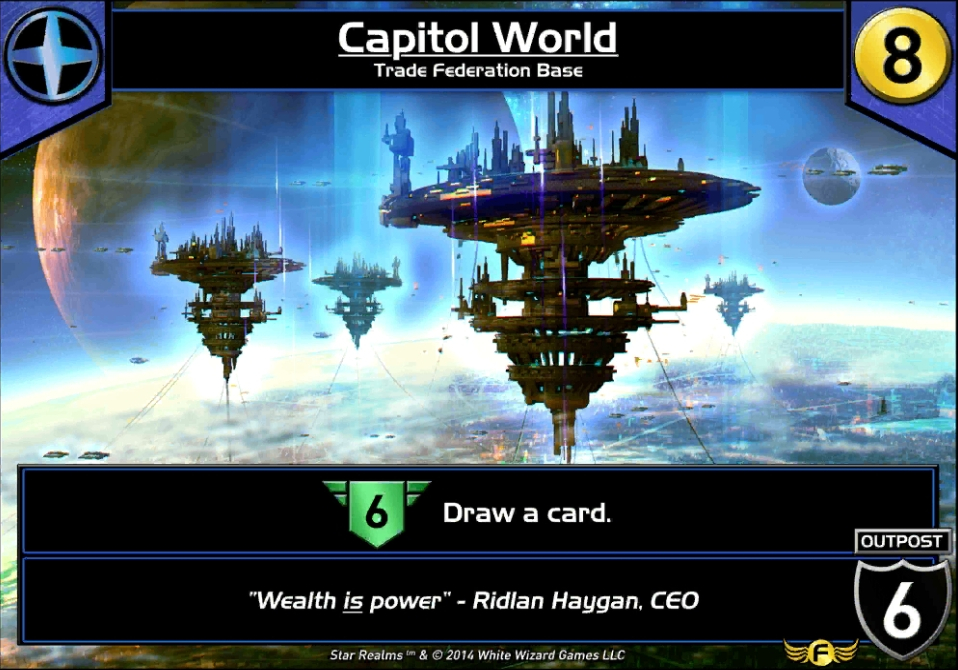 Capitol World
Trade Federation Base
8
6 Draw a card.
OUTPOST
6
"Wealth is power" - Ridlan Haygan, CEO
F
Star Realms™ & © 2014 White Wizard Games LLC